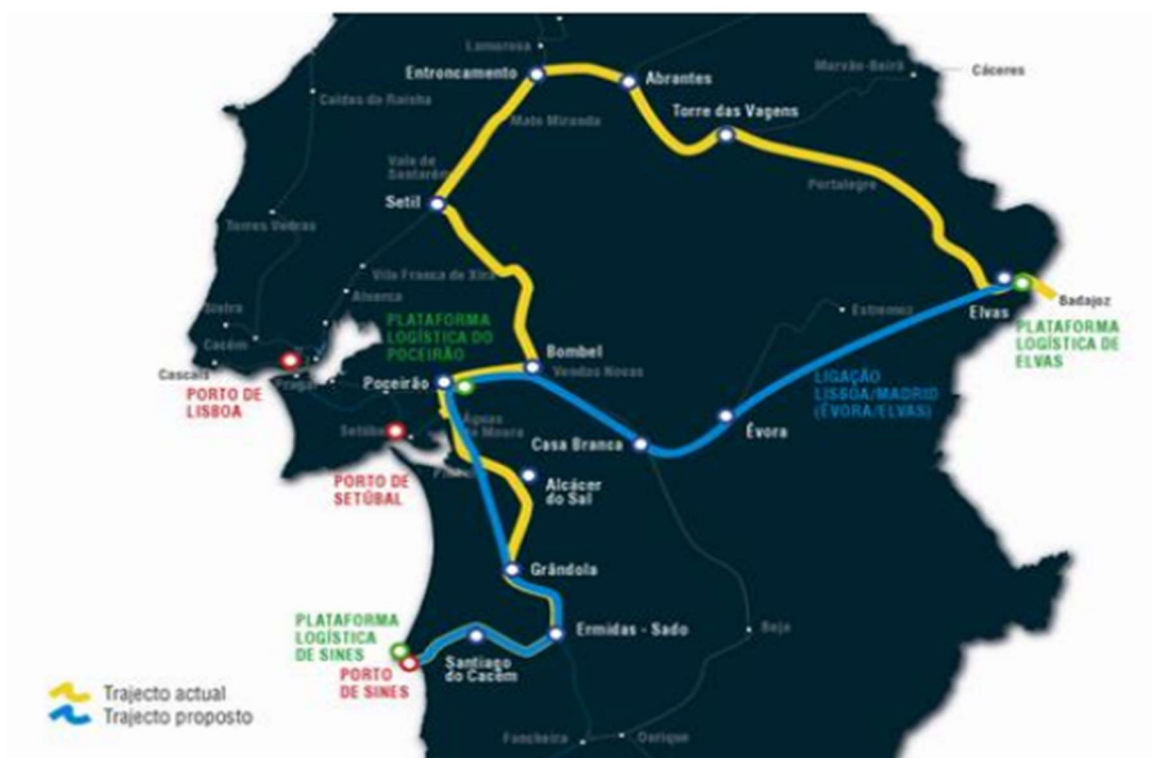 Lamarosa
Entroncamento
Abrantes
Marvão-Beirã
Cáceres
Caldas da Rainha
Mato Miranda
Torre das Vagens
Vale de
Santarém
Portalegre
Setil
Torres Vedras
Vila Franca de Xira
Alverca
Elvas
Badajoz
PLATAFORMA
LOGÍSTICA DE
ELVAS
Estremoz
PLATAFORMA
LOGÍSTICA DO
POCEIRÃO
Cacém
Cascais
PORTO DE
LISBOA
Bombel
Vendas Novas
Poceirão
LIGAÇÃO
LISBOA/MADRID
(ÉVORA/ELVAS)
Águas
de Moura
Setúbal
Casa Branca
Évora
PORTO DE
SETÚBAL
Alcácer
do Sal
Grândola
PLATAFORMA
LOGÍSTICA
DE SINES
PORTO
DE SINES
Ermidas - Sado
Santiago
do Cacém
Beja
Trajecto actual
Trajecto proposto
Funcheira
Ourique